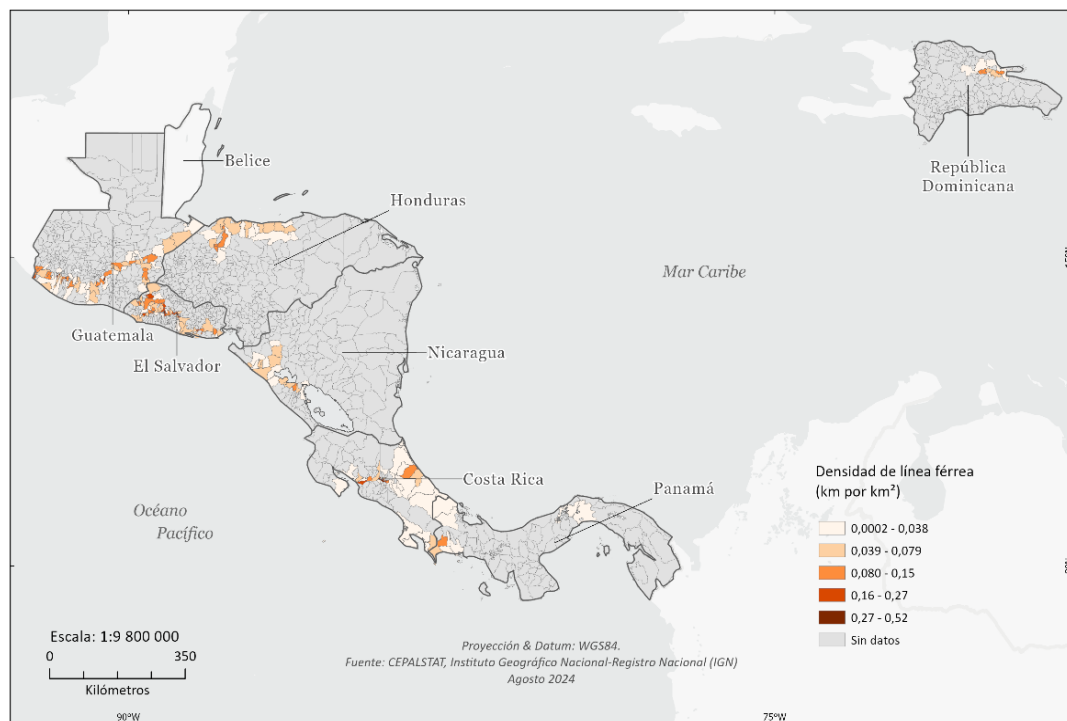 Belice
República
Dominicana
Honduras
Mar Caribe
Guatemala
El Salvador
Nicaragua
Costa Rica
Panamá
Océano
Pacífico
Densidad de línea férrea
(km por km²)
0,0002 - 0,038
0,039 - 0,079
0,080 - 0,15
0,16 - 0,27
0,27 - 0,52
Sin datos
Escala: 1:9 800 000
0 350
Kilómetros
Proyección & Datum: WGS84.
Fuente: CEPALSTAT, Instituto Geográfico Nacional-Registro Nacional (IGN)
Agosto 2024
90°W 75°W